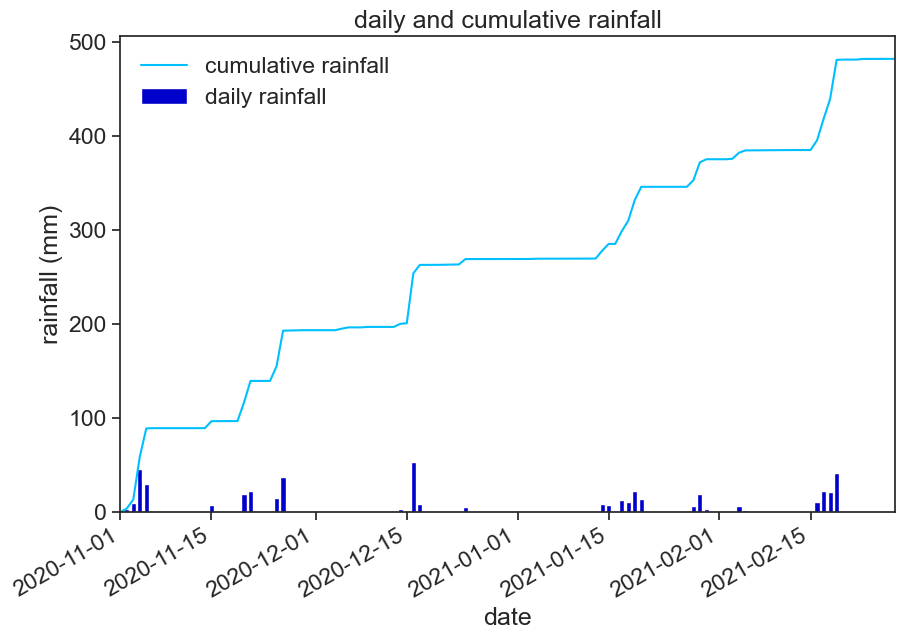 daily and cumulative rainfall
500
400
300
200
100
0
rainfall (mm)
cumulative rainfall
daily rainfall
2020-11-01
2020-11-15
2020-12-01
2020-12-15
2021-01-01
2021-01-15
2021-02-01
2021-02-15
date